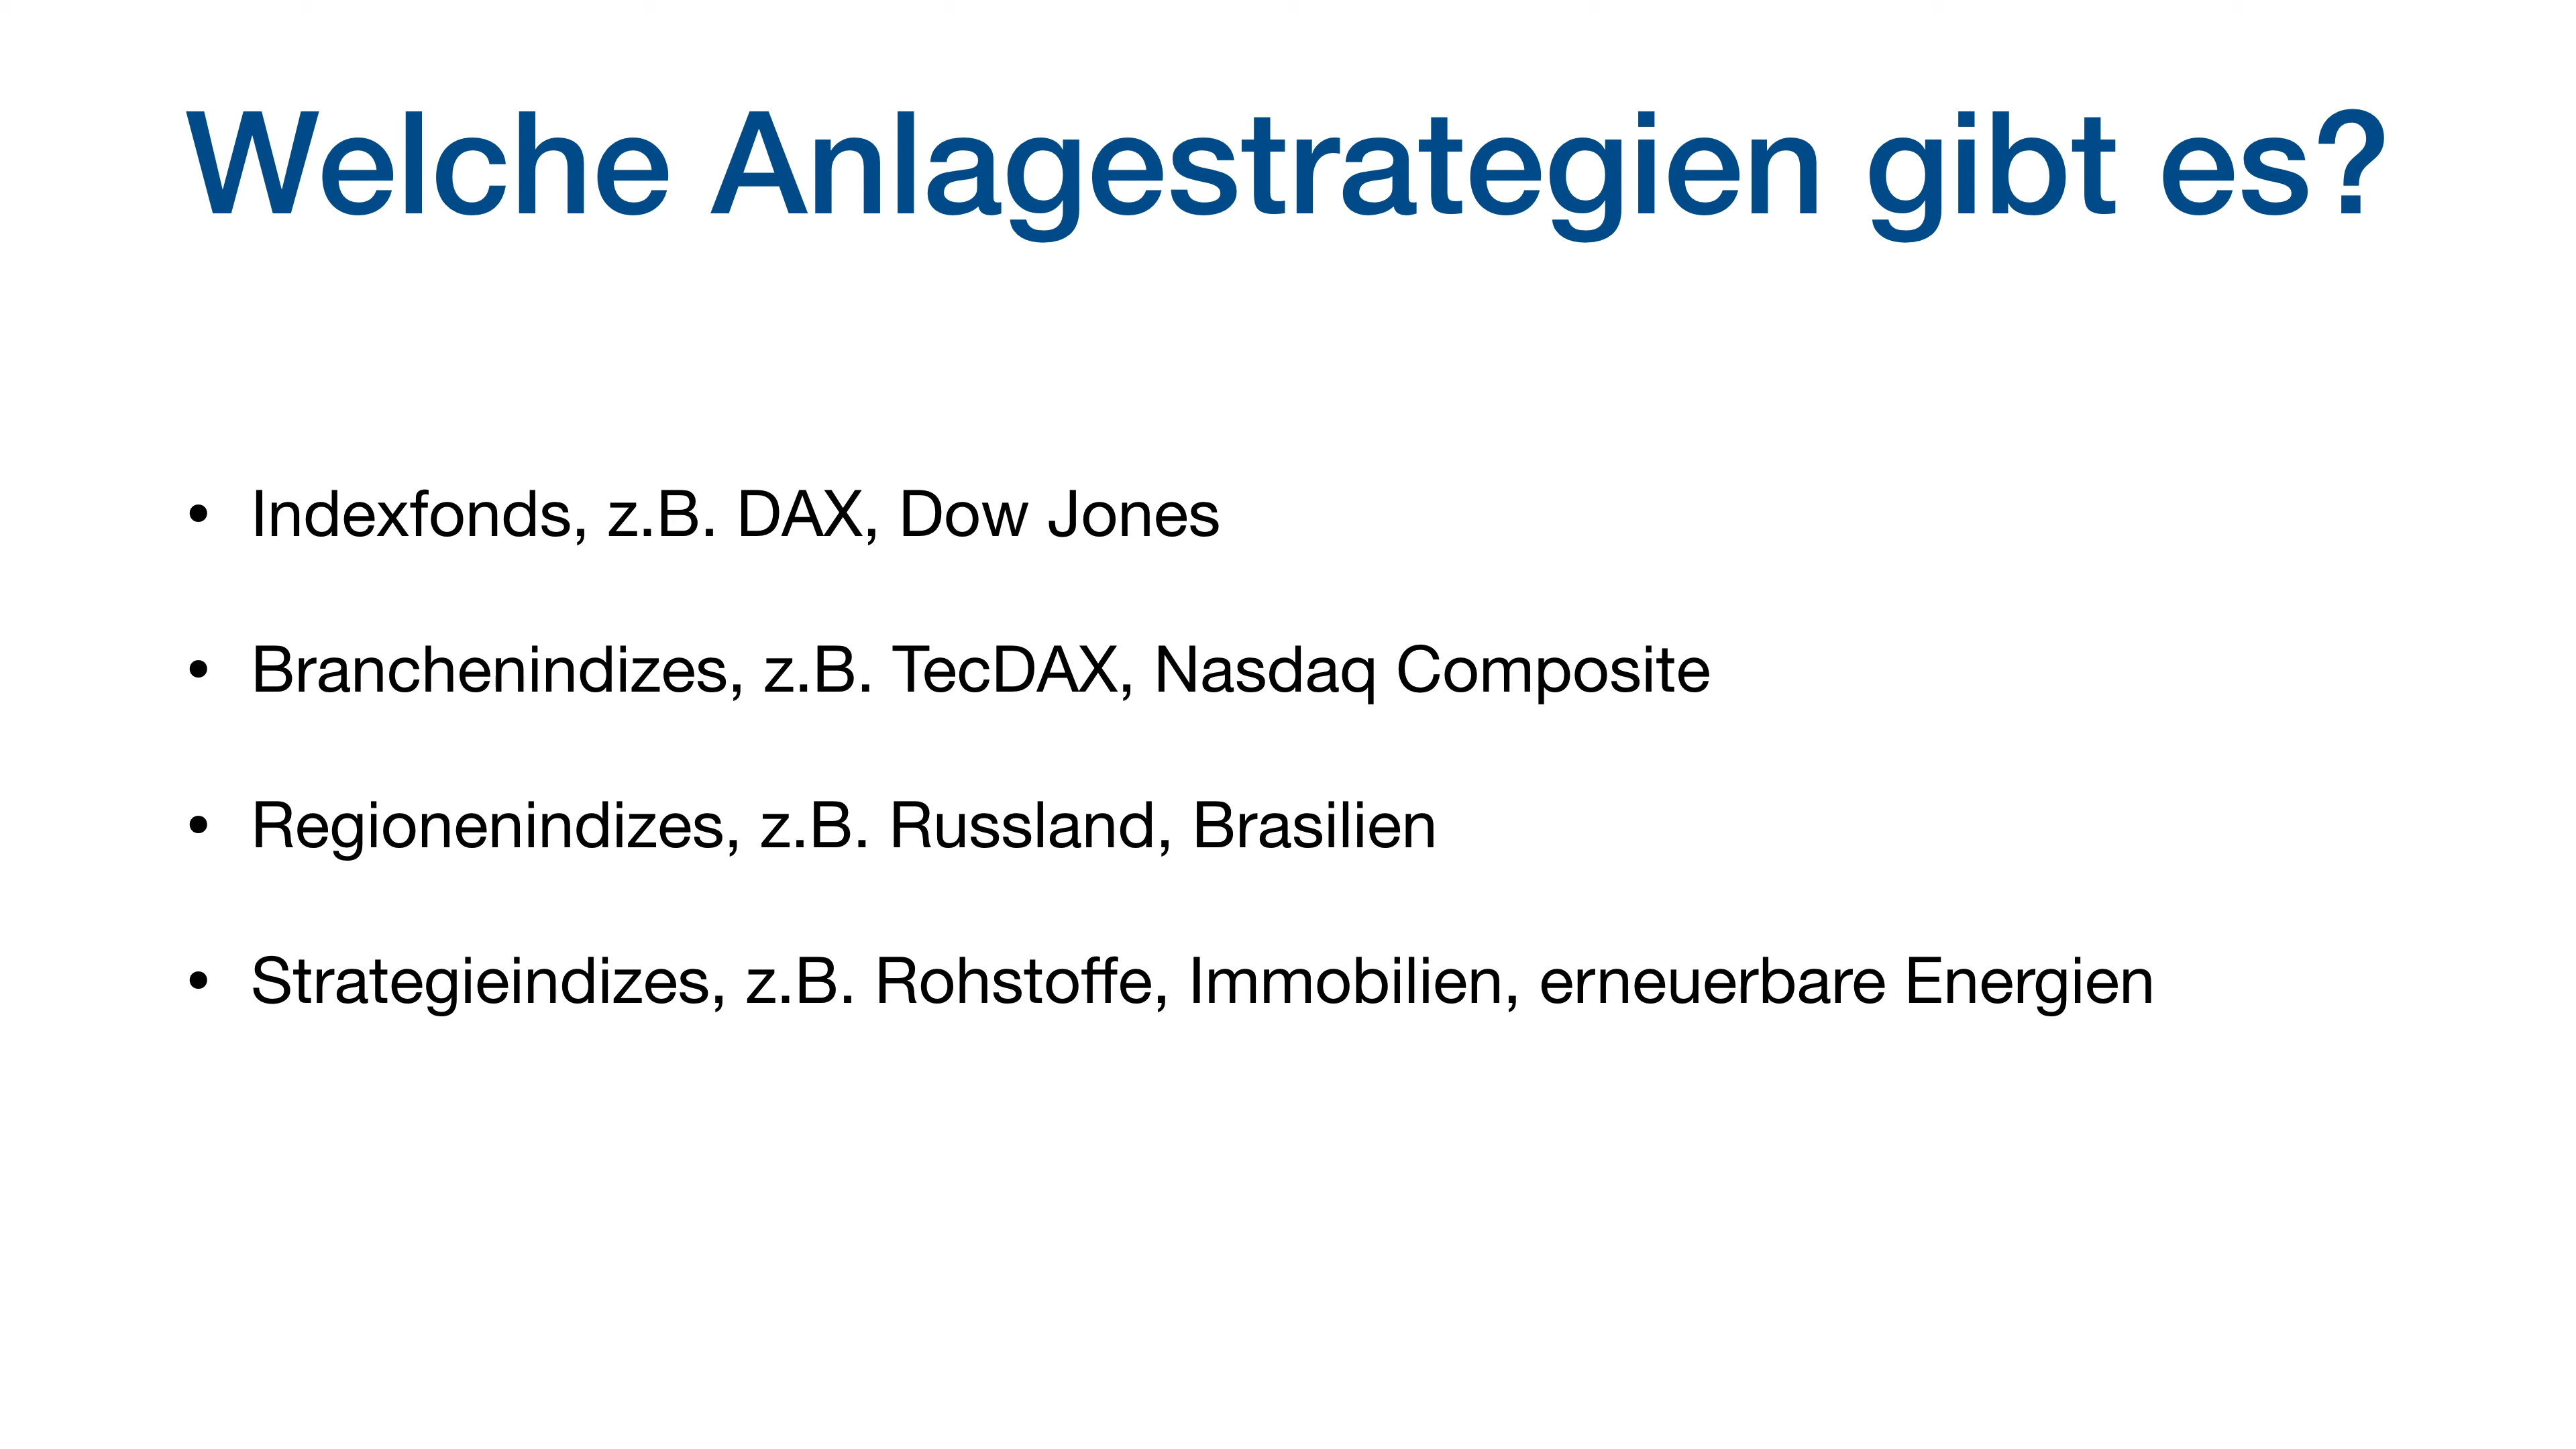 Welche Anlagestrategien gibt es?
• Indexfonds, z.B. DAX, Dow Jones
• Branchenindizes, z.B. TecDAX, Nasdaq Composite
• Regionenindizes, z.B. Russland, Brasilien
• Strategieindizes, z.B. Rohstoffe, Immobilien, erneuerbare Energien